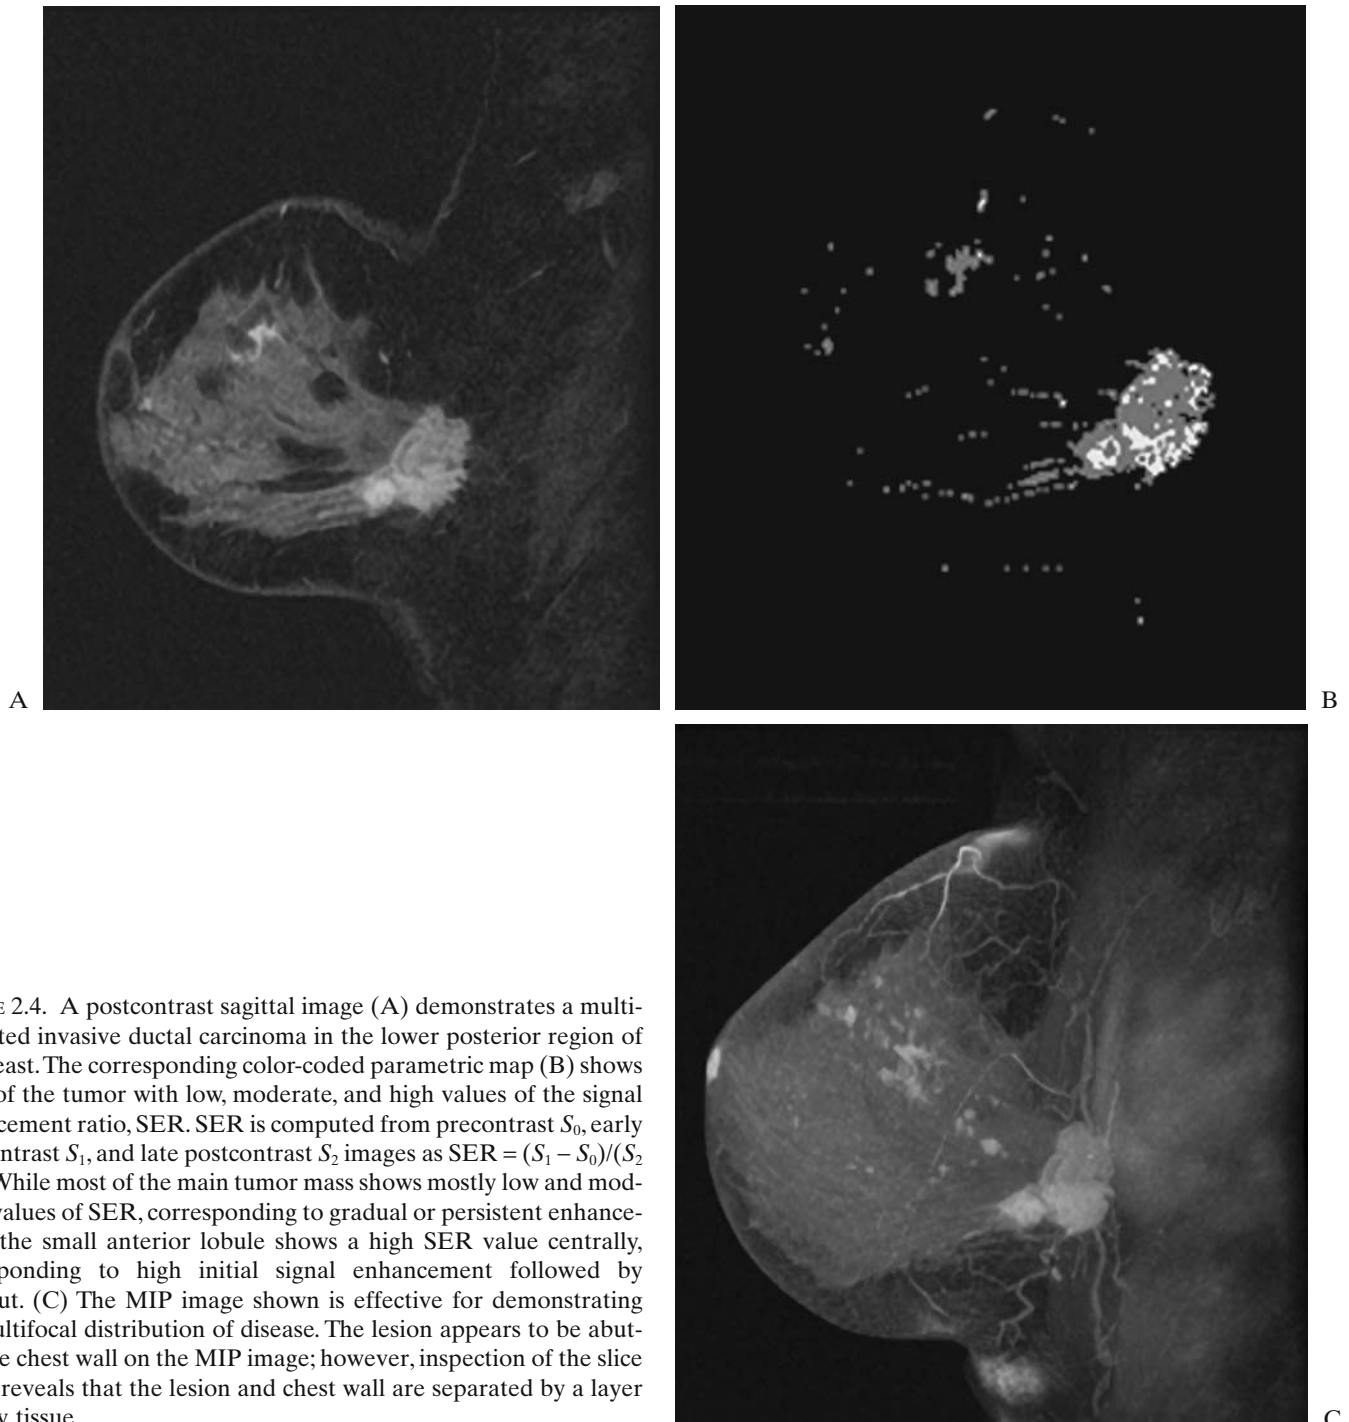 A
B
E 2.4. A postcontrast sagittal image (A) demonstrates a multi-
ted invasive ductal carcinoma in the lower posterior region of
east. The corresponding color-coded parametric map (B) shows
of the tumor with low, moderate, and high values of the signal
cement ratio, SER. SER is computed from precontrast S₀, early
ntrast S₁, and late postcontrast S₂ images as SER = (S₁ – S₀)/(S₂
While most of the main tumor mass shows mostly low and mod-
values of SER, corresponding to gradual or persistent enhance-
the small anterior lobule shows a high SER value centrally,
ponding to high initial signal enhancement followed by
ut. (C) The MIP image shown is effective for demonstrating
ultifocal distribution of disease. The lesion appears to be abut-
e chest wall on the MIP image; however, inspection of the slice
reveals that the lesion and chest wall are separated by a layer
y tissue
C